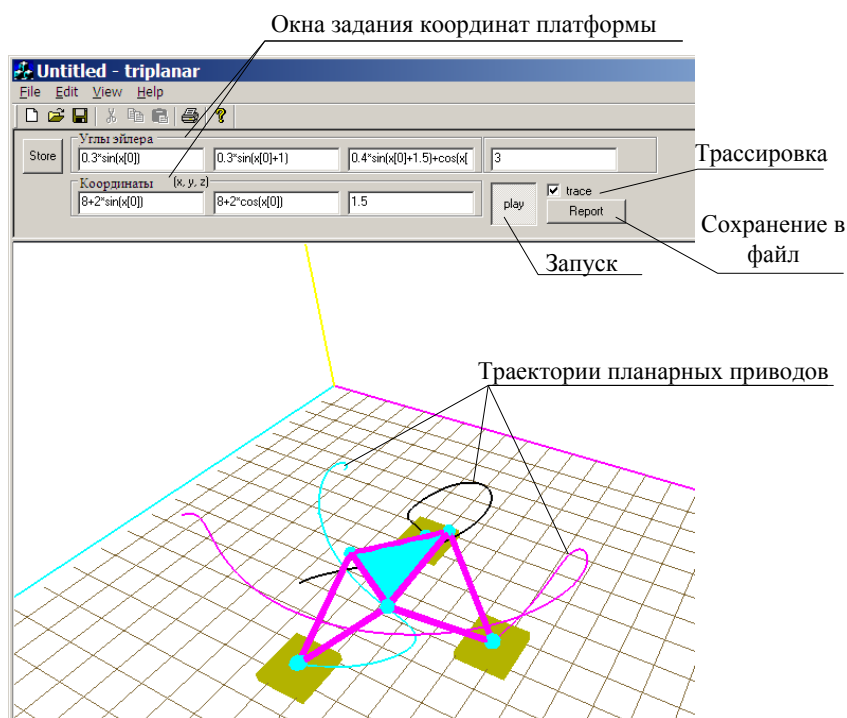 Окна задания координат платформы
Untitled - triplanar
File Edit View Help
Углы эйлера
Store 0.3*sin(x[0]) 0.3*sin(x[0]+1) 0.4*sin(x[0]+1.5)+cos(x[ 3
Трассировка
Координаты (x, y, z)
8+2*sin(x[0]) 8+2*cos(x[0]) 1.5 play trace
Report
Сохранение в
файл
Запуск
Траектории планарных приводов